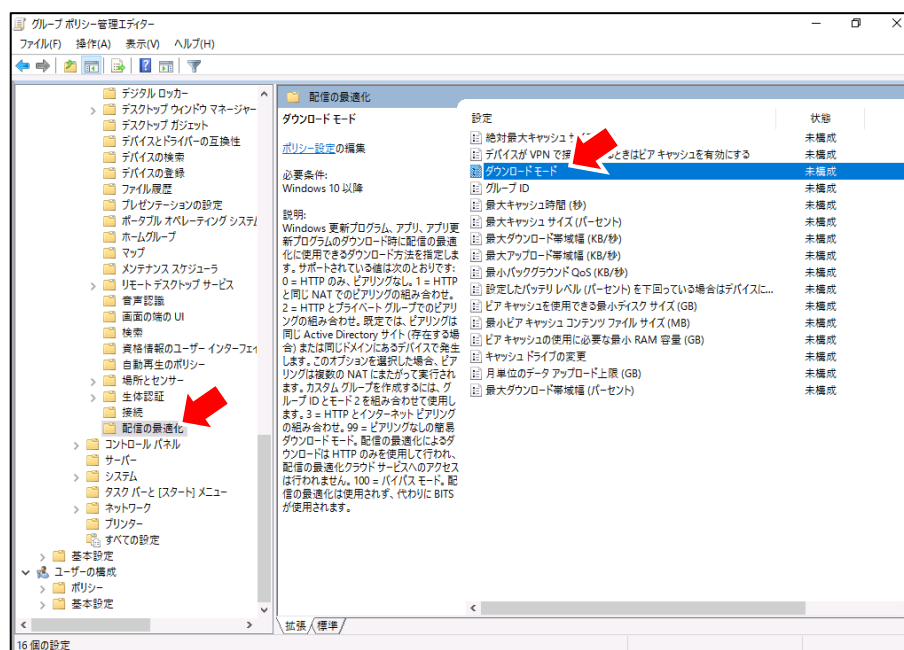 グループ ポリシー管理エディター
ファイル(F) 操作(A) 表示(V) ヘルプ(H)
デジタル ロッカー
デスクトップ ウィンドウ マネージャー
デスクトップ ガジェット
デバイスとドライバーの互換性
デバイスの検索
デバイスの登録
ファイル履歴
プレゼンテーションの設定
ポータブル オペレーティング システム
ホームグループ
マップ
メンテナンス スケジューラ
リモート デスクトップ サービス
音声認識
画面の端の UI
検索
資格情報のユーザー インターフェイ
自動再生のポリシー
場所とセンサー
生体認証
接続
配信の最適化
コントロール パネル
サーバー
システム
タスク バーと [スタート] メニュー
ネットワーク
プリンター
すべての設定
基本設定
ユーザーの構成
ポリシー
基本設定
配信の最適化
ダウンロード モード
ポリシー設定の編集
必要条件:
Windows 10 以降
説明:
Windows 更新プログラム、アプリ、アプリ更
新プログラムのダウンロード時に配信の最適
化に使用できるダウンロード方法を指定しま
す。サポートされている値は次のとおりです:
0 = HTTP のみ、ピアリングなし。1 = HTTP
と同じ NAT でのピアリングの組み合わせ。
2 = HTTP とプライベート グループでのピアリ
ングの組み合わせ。既定では、ピアリングは
同じ Active Directory サイト (存在する場
合) または同じドメインにあるデバイスで発生
します。このオプションを選択した場合、ピア
リングは複数の NAT にまたがって実行され
ます。カスタム グループを作成するには、グ
ループ ID とモード 2 を組み合わせて使用し
ます。3 = HTTP とインターネット ピアリング
の組み合わせ。99 = ピアリングなしの簡易
ダウンロード モード。配信の最適化によるダ
ウンロードは HTTP のみを使用して行われ、
配信の最適化クラウド サービスへのアクセス
は行われません。100 = バイパス モード。配
信の最適化は使用されず、代わりに BITS
が使用されます。
設定 状態
絶対最大キャッシュ 未構成
デバイスが VPN で接 るときはピア キャッシュを有効にする 未構成
ダウンロード モード 未構成
グループ ID 未構成
最大キャッシュ時間 (秒) 未構成
最大キャッシュ サイズ (パーセント) 未構成
最大ダウンロード帯域幅 (KB/秒) 未構成
最大アップロード帯域幅 (KB/秒) 未構成
最小バックグラウンド QoS (KB/秒) 未構成
設定したバッテリ レベル (パーセント) を下回っている場合はデバイスに... 未構成
ピア キャッシュを使用できる最小ディスク サイズ (GB) 未構成
最小ピア キャッシュ コンテンツ ファイル サイズ (MB) 未構成
ピア キャッシュの使用に必要な最小 RAM 容量 (GB) 未構成
キャッシュ ドライブの変更 未構成
月単位のデータ アップロード上限 (GB) 未構成
最大ダウンロード帯域幅 (パーセント) 未構成
拡張 標準
16 個の設定